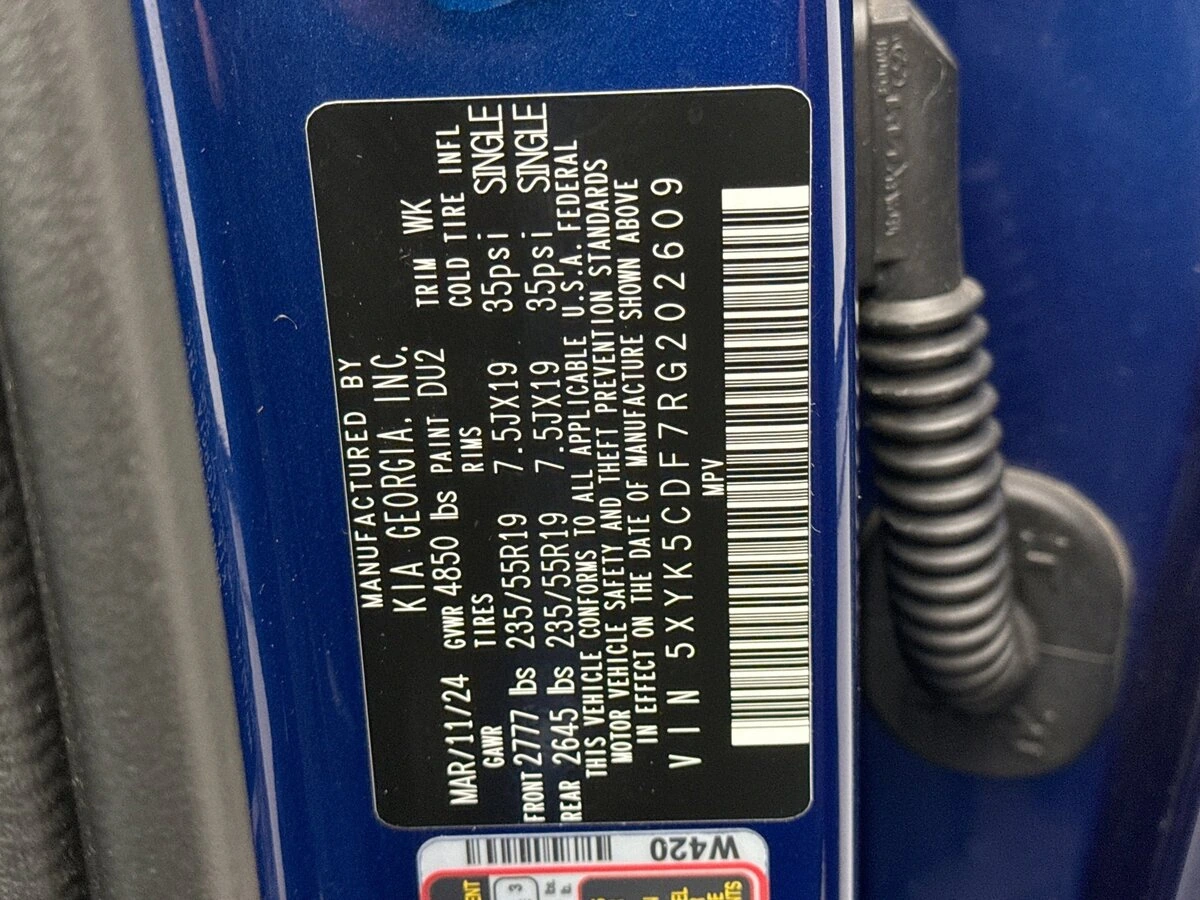 MANUFACTURED BY
KIA GEORGIA, INC.
MAR/11/24 GVWR 4850 lbs PAINT DU2 TRIM WK
GAWR TIRES RIMS COLD TIRE INFL
FRONT 2777 lbs 235/55R19 7.5JX19 35psi SINGLE
REAR 2645 lbs 235/55R19 7.5JX19 35psi SINGLE
THIS VEHICLE CONFORMS TO ALL APPLICABLE U.S.A. FEDERAL
MOTOR VEHICLE SAFETY AND THEFT PREVENTION STANDARDS
IN EFFECT ON THE DATE OF MANUFACTURE SHOWN ABOVE
VIN 5XYK5CDF7RG202609
MPV
W420